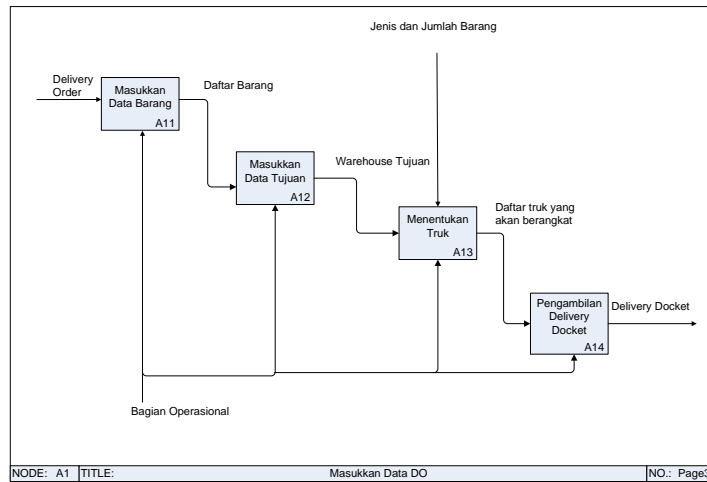 Jenis dan Jumlah Barang
Delivery
Order
Masukkan
Data Barang
A11
Daftar Barang
Masukkan
Data Tujuan
A12
Warehouse Tujuan
Menentukan
Truk
A13
Daftar truk yang
akan berangkat
Pengambilan
Delivery
Docket
A14
Delivery Docket
Bagian Operasional
NODE: A1 TITLE: Masukkan Data DO NO.: Page3